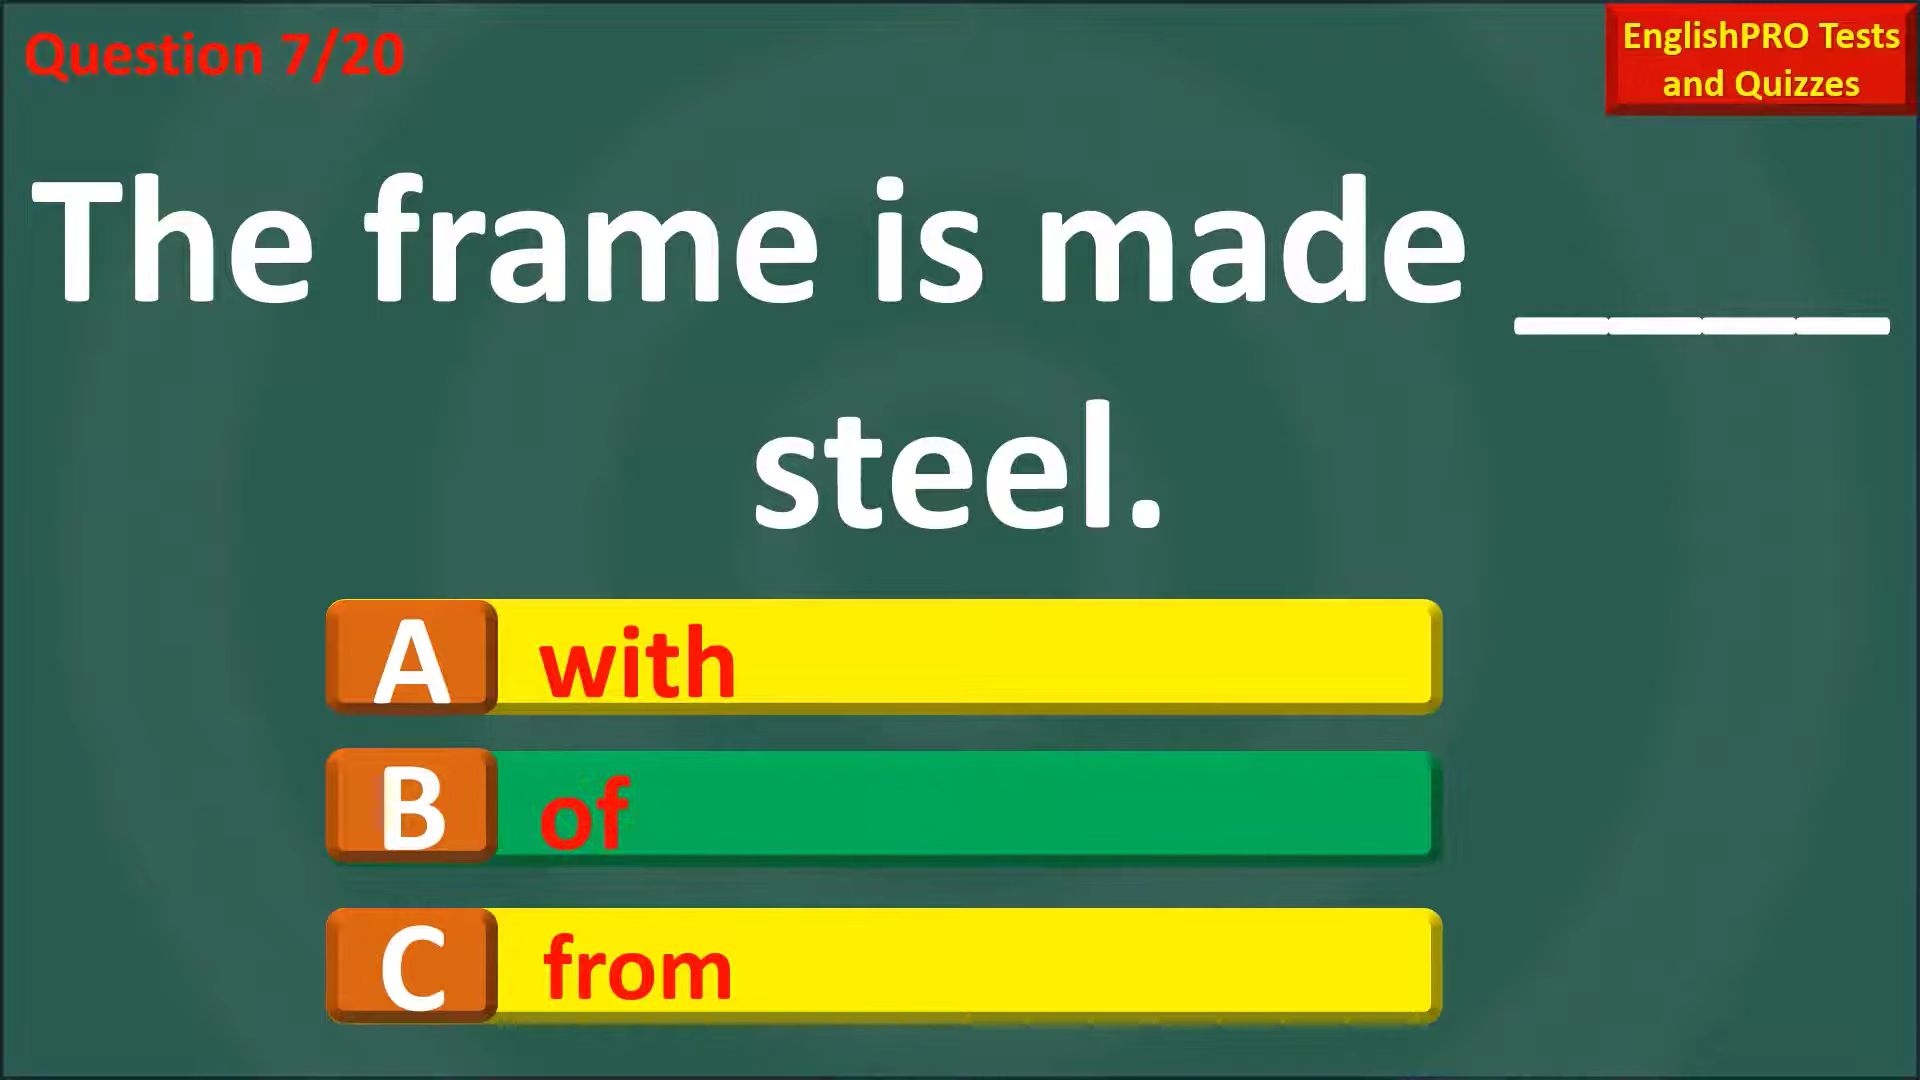 Question 7/20
EnglishPRO Tests
and Quizzes
The frame is made ____
steel.
A with
B of
C from